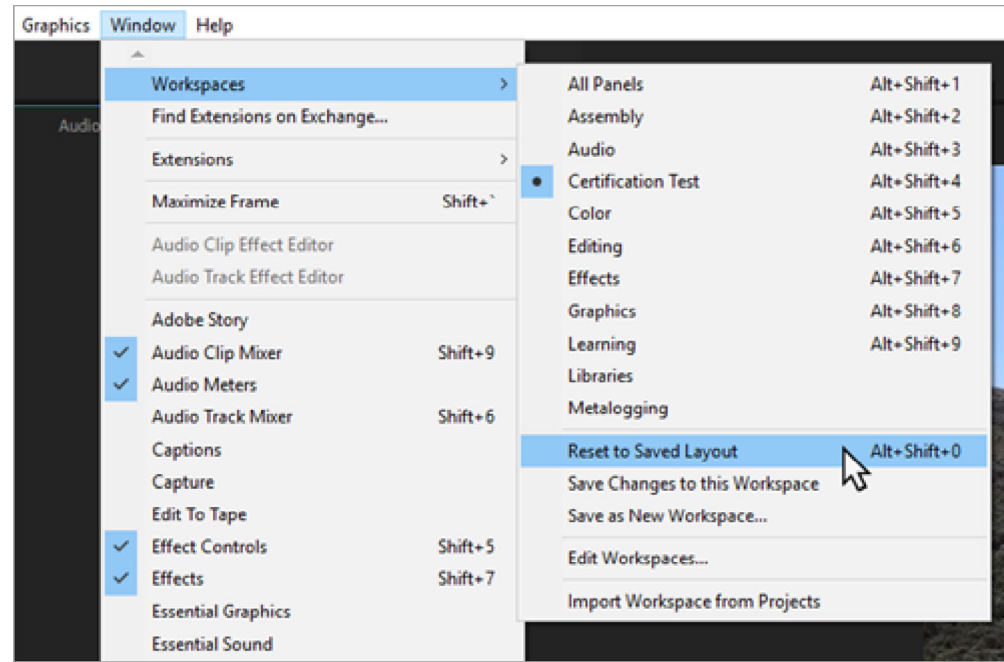 Graphics Window Help
Audio
Workspaces >
Find Extensions on Exchange...
Extensions >
Maximize Frame Shift+`
Audio Clip Effect Editor
Audio Track Effect Editor
Adobe Story
Audio Clip Mixer Shift+9
Audio Meters
Audio Track Mixer Shift+6
Captions
Capture
Edit To Tape
Effect Controls Shift+5
Effects Shift+7
Essential Graphics
Essential Sound
All Panels Alt+Shift+1
Assembly Alt+Shift+2
Audio Alt+Shift+3
Certification Test Alt+Shift+4
Color Alt+Shift+5
Editing Alt+Shift+6
Effects Alt+Shift+7
Graphics Alt+Shift+8
Learning Alt+Shift+9
Libraries
Metalogging
Reset to Saved Layout Alt+Shift+0
Save Changes to this Workspace
Save as New Workspace...
Edit Workspaces...
Import Workspace from Projects